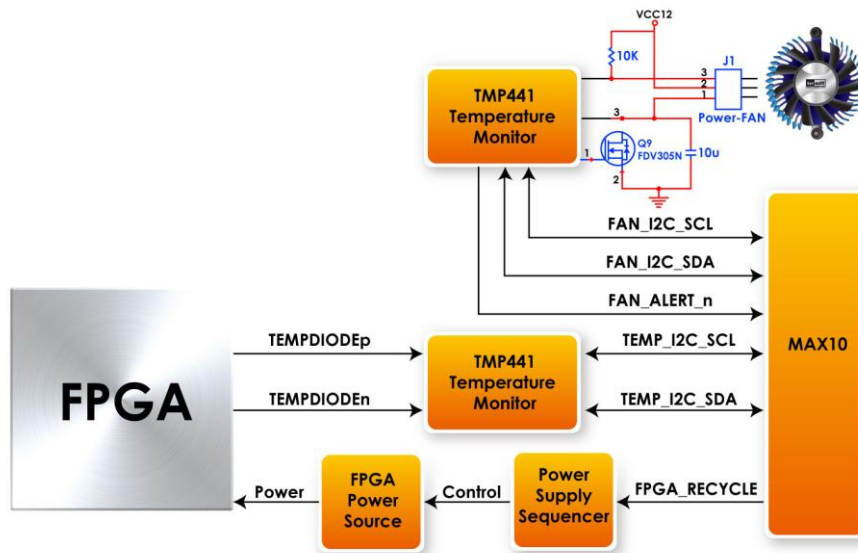 VCC12
10K
J1
3
2
1
Power-FAN
TMP441
Temperature
Monitor
3
Q9
FDV305N
1
2
10u
FAN_I2C_SCL
FAN_I2C_SDA
FAN_ALERT_n
FPGA
TEMPDIODEp
TEMPDIODEn
TMP441
Temperature
Monitor
TEMP_I2C_SCL
TEMP_I2C_SDA
MAX10
Power
FPGA
Power
Source
Control
Power
Supply
Sequencer
FPGA_RECYCLE